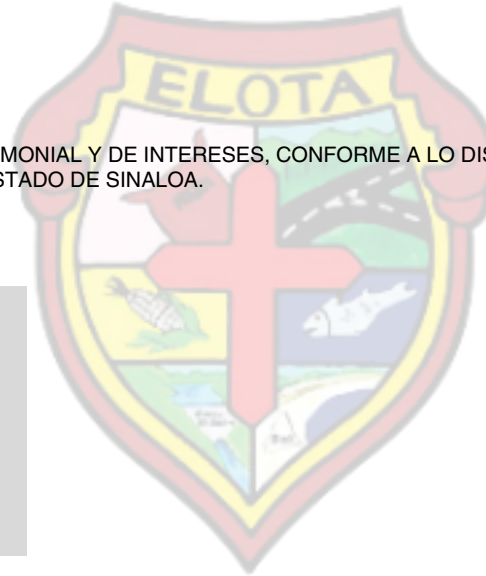 ELOTA
MONIAL Y DE INTERESES, CONFORME A LO DIS
STADO DE SINALOA.